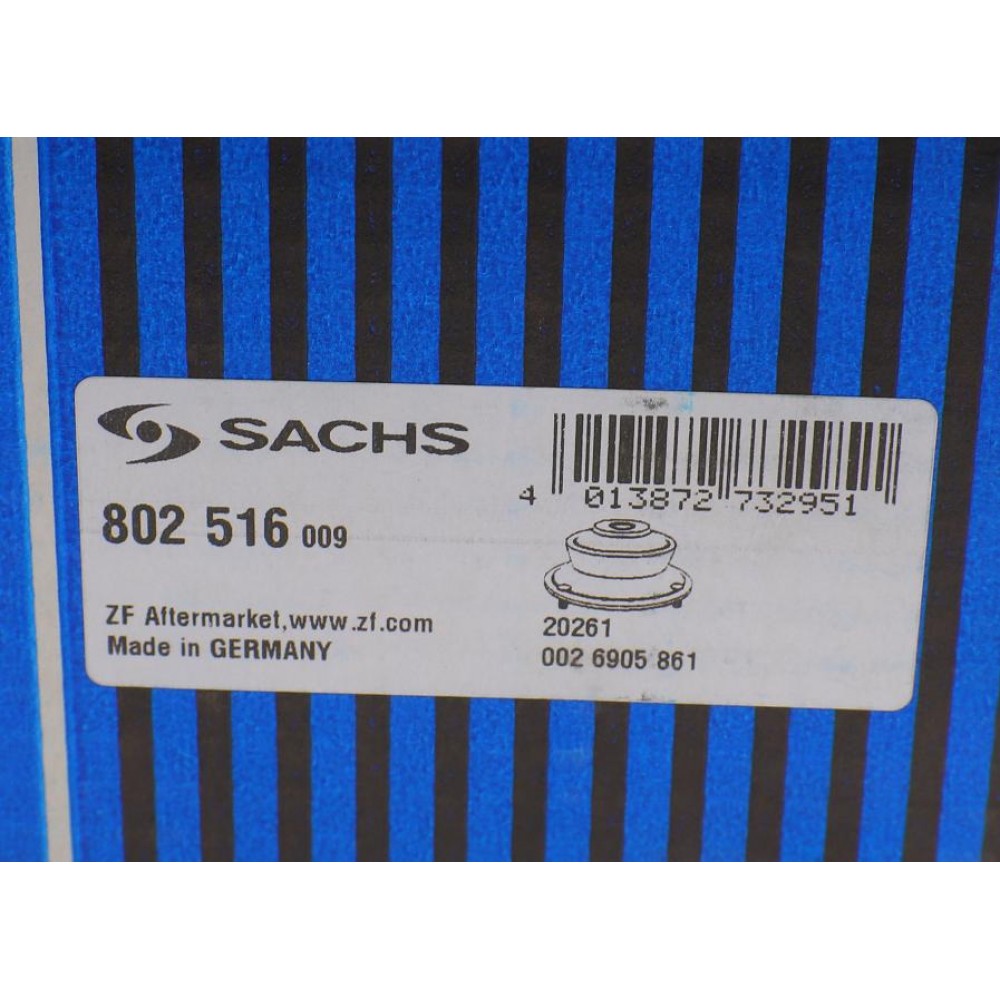 SACHS
4 013872 732951
802 516 009
ZF Aftermarket,www.zf.com
Made in GERMANY
20261
002 6905 861